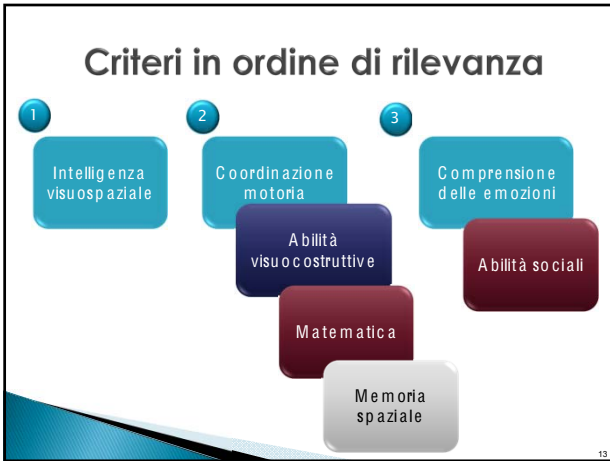 Criteri in ordine di rilevanza
1
2
3
Intelligenza
visuospaziale
Coordinazione
motoria
Comprensione
delle emozioni
Abilità
visuocostruttive
Abilità sociali
Matematica
Memoria
spaziale
13